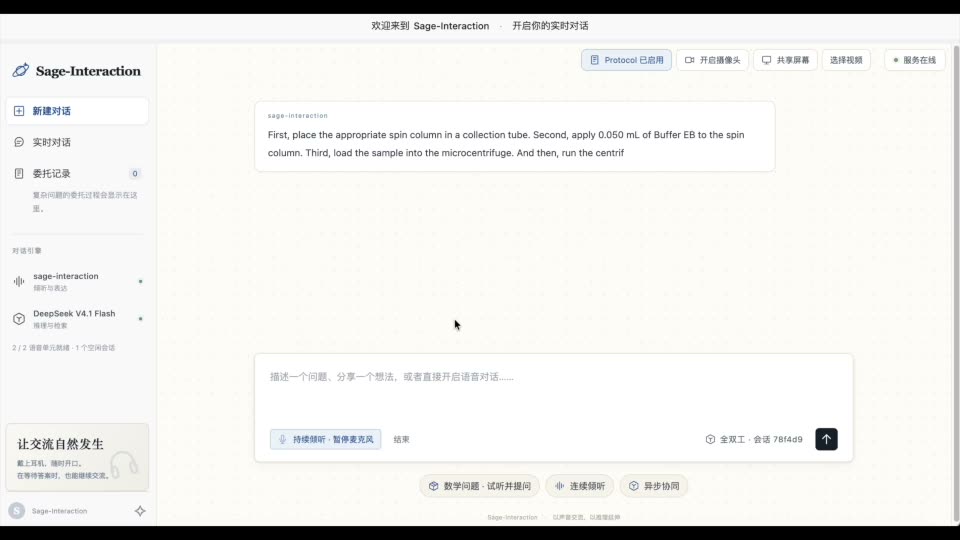 欢迎来到 Sage-Interaction · 开启你的实时对话
Sage-Interaction
Protocol 已启用
开启摄像头
共享屏幕
选择视频
服务在线
新建对话
实时对话
委托记录 0
复杂问题的委托过程会显示在这
里。
对话引擎
sage-interaction
倾听与表达
DeepSeek V4.1 Flash
推理与检索
2 / 2 语音单元就绪 · 1 个空闲会话
让交流自然发生
戴上耳机，随时开口。
在等待答案时，也能继续交流。
S Sage-Interaction
sage-interaction
First, place the appropriate spin column in a collection tube. Second, apply 0.050 mL of Buffer EB to the spin
column. Third, load the sample into the microcentrifuge. And then, run the centrif
描述一个问题、分享一个想法，或者直接开启语音对话……
持续倾听 · 暂停麦克风
结束
全双工 · 会话 78f4d9
数学问题 · 试听并提问
连续倾听
异步协同
Sage-Interaction · 以声音交流，以推理延伸